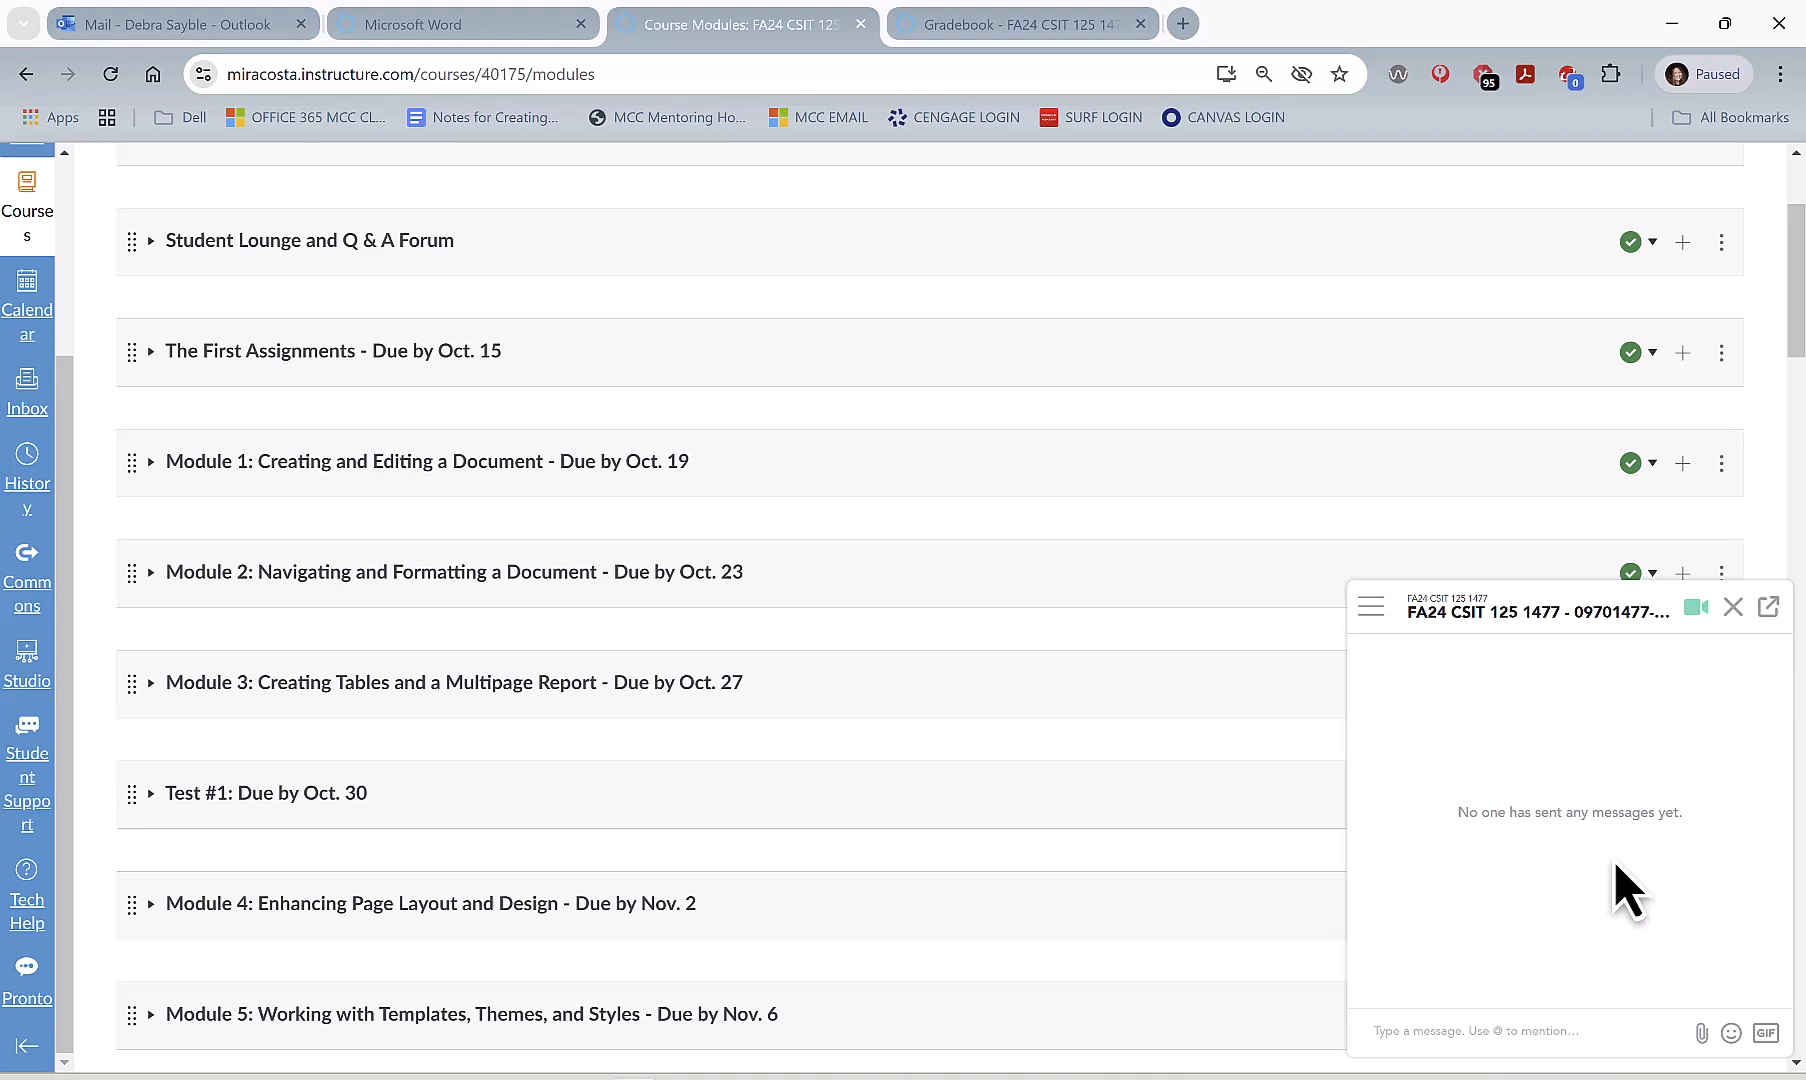 Mail - Debra Sayble - Outlook
Microsoft Word
Course Modules: FA24 CSIT 125
Gradebook - FA24 CSIT 125 147
miracosta.instructure.com/courses/40175/modules
95
0
Paused
Apps
Dell
OFFICE 365 MCC CL...
Notes for Creating...
MCC Mentoring Ho...
MCC EMAIL
CENGAGE LOGIN
SURF LOGIN
CANVAS LOGIN
All Bookmarks
Course
s
Calend
ar
Inbox
Histor
y
Comm
ons
Studio
Stude
nt
Suppo
rt
Tech
Help
Pronto
Student Lounge and Q & A Forum
The First Assignments - Due by Oct. 15
Module 1: Creating and Editing a Document - Due by Oct. 19
Module 2: Navigating and Formatting a Document - Due by Oct. 23
Module 3: Creating Tables and a Multipage Report - Due by Oct. 27
Test #1: Due by Oct. 30
Module 4: Enhancing Page Layout and Design - Due by Nov. 2
Module 5: Working with Templates, Themes, and Styles - Due by Nov. 6
FA24 CSIT 125 1477
FA24 CSIT 125 1477 - 09701477-...
No one has sent any messages yet.
Type a message. Use @ to mention...
GIF